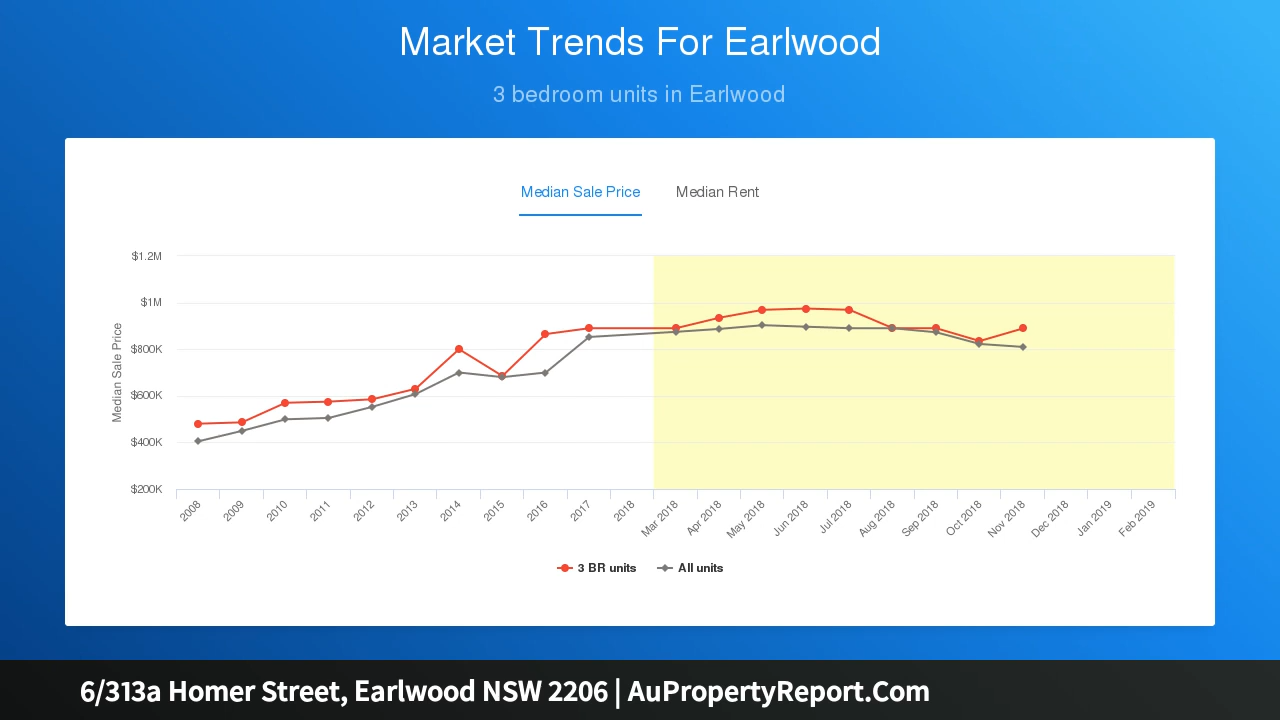 Market Trends For Earlwood
3 bedroom units in Earlwood
Median Sale Price Median Rent
$1.2M
$1M
$800K
$600K
$400K
$200K
Median Sale Price
2008 2009 2010 2011 2012 2013 2014 2015 2016 2017 2018 Mar 2018 Apr 2018 May 2018 Jun 2018 Jul 2018 Aug 2018 Sep 2018 Oct 2018 Nov 2018 Dec 2018 Jan 2019 Feb 2019
3 BR units All units
6/313a Homer Street, Earlwood NSW 2206 | AuPropertyReport.Com